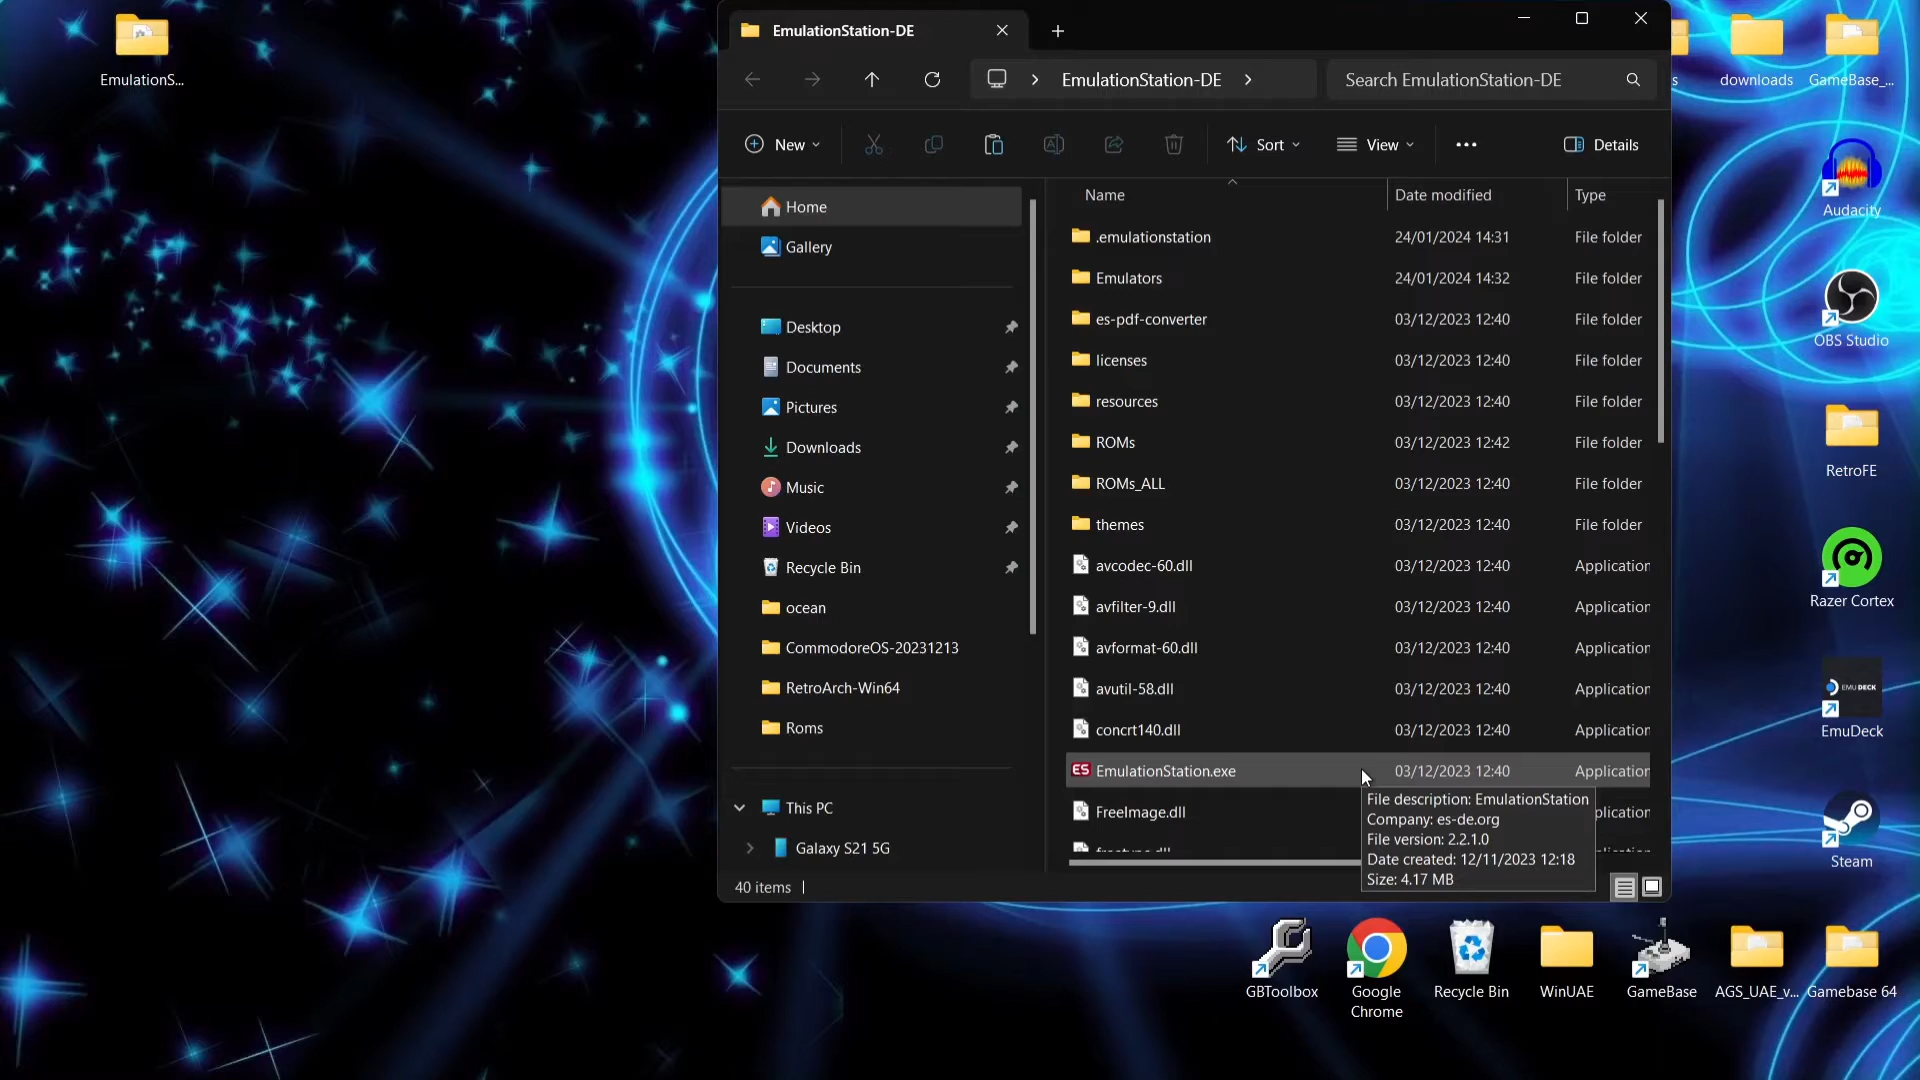 EmulationS...
EmulationStation-DE
EmulationStation-DE
Search EmulationStation-DE
New
Sort
View
Details
Home
Gallery
Desktop
Documents
Pictures
Downloads
Music
Videos
Recycle Bin
ocean
CommodoreOS-20231213
RetroArch-Win64
Roms
This PC
Galaxy S21 5G
Name Date modified Type
.emulationstation 24/01/2024 14:31 File folder
Emulators 24/01/2024 14:32 File folder
es-pdf-converter 03/12/2023 12:40 File folder
licenses 03/12/2023 12:40 File folder
resources 03/12/2023 12:40 File folder
ROMs 03/12/2023 12:42 File folder
ROMs_ALL 03/12/2023 12:40 File folder
themes 03/12/2023 12:40 File folder
avcodec-60.dll 03/12/2023 12:40 Application
avfilter-9.dll 03/12/2023 12:40 Application
avformat-60.dll 03/12/2023 12:40 Application
avutil-58.dll 03/12/2023 12:40 Application
concrt140.dll 03/12/2023 12:40 Application
ES EmulationStation.exe 03/12/2023 12:40 Application
FreeImage.dll
File description: EmulationStation
Company: es-de.org
File version: 2.2.1.0
Date created: 12/11/2023 12:18
Size: 4.17 MB
40 items
s
downloads
GameBase_...
Audacity
OBS Studio
RetroFE
Razer Cortex
EMU DECK
EmuDeck
Steam
GBToolbox
Google
Chrome
Recycle Bin
WinUAE
GameBase
AGS_UAE_v...
Gamebase 64